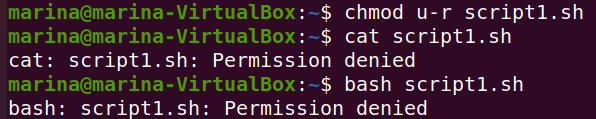 marina@marina-VirtualBox:~$ chmod u-r script1.sh
marina@marina-VirtualBox:~$ cat script1.sh
cat: script1.sh: Permission denied
marina@marina-VirtualBox:~$ bash script1.sh
bash: script1.sh: Permission denied